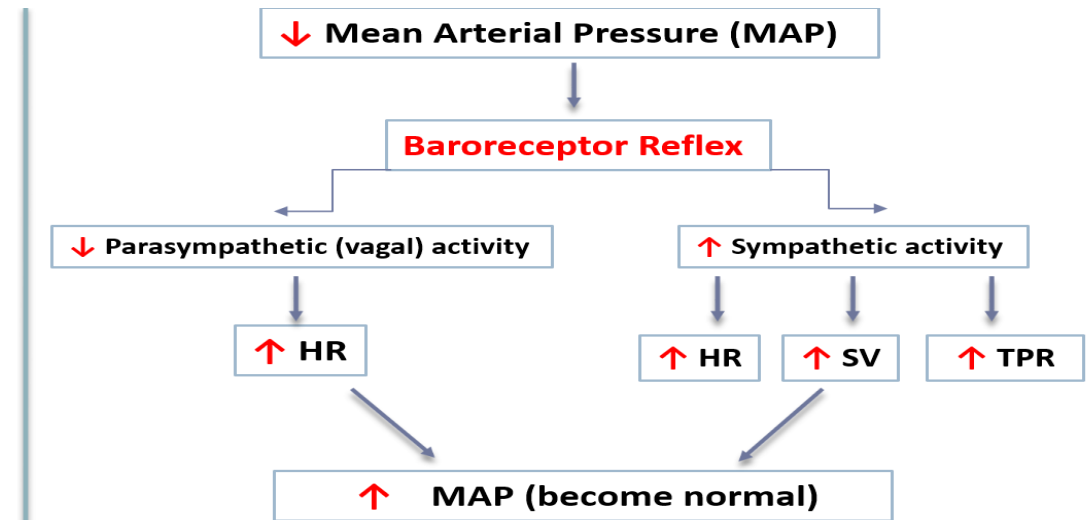 ↓ Mean Arterial Pressure (MAP)
Baroreceptor Reflex
↓ Parasympathetic (vagal) activity
↑ Sympathetic activity
↑ HR
↑ HR
↑ SV
↑ TPR
↑ MAP (become normal)